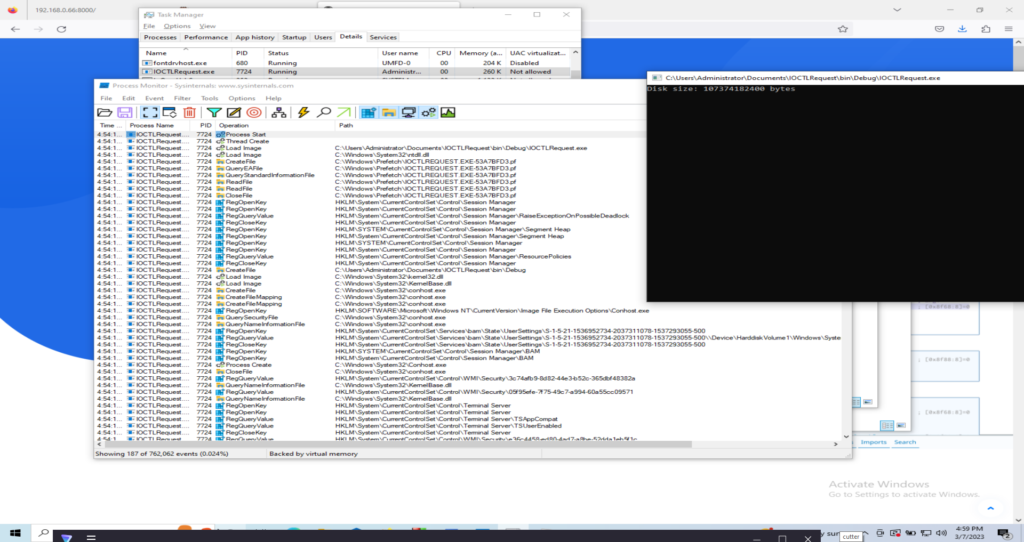 192.168.0.66:8000/
Task Manager
File Options View
Processes Performance App history Startup Users Details Services
Name PID Status User name CPU Memory (a... UAC virtualizat...
fontdrvhost.exe 680 Running UMFD-0 00 204 K Disabled
IOCTLRequest.exe 7724 Running Administr... 00 260 K Not allowed
Process Monitor - Sysinternals: www.sysinternals.com
File Edit Event Filter Tools Options Help
Time ... Process Name PID Operation Path
4:54:1... IOCTLRequest.... 7724 Process Start
4:54:1... IOCTLRequest.... 7724 Thread Create
4:54:1... IOCTLRequest.... 7724 Load Image C:\Users\Administrator\Documents\IOCTLRequest\bin\Debug\IOCTLRequest.exe
4:54:1... IOCTLRequest.... 7724 Load Image C:\Windows\System32\ntdll.dll
4:54:1... IOCTLRequest.... 7724 CreateFile C:\Windows\Prefetch\IOCTLREQUEST.EXE-53A7BFD3.pf
4:54:1... IOCTLRequest.... 7724 QueryEAFile C:\Windows\Prefetch\IOCTLREQUEST.EXE-53A7BFD3.pf
4:54:1... IOCTLRequest.... 7724 QueryStandardInformationFile C:\Windows\Prefetch\IOCTLREQUEST.EXE-53A7BFD3.pf
4:54:1... IOCTLRequest.... 7724 ReadFile C:\Windows\Prefetch\IOCTLREQUEST.EXE-53A7BFD3.pf
4:54:1... IOCTLRequest.... 7724 ReadFile C:\Windows\Prefetch\IOCTLREQUEST.EXE-53A7BFD3.pf
4:54:1... IOCTLRequest.... 7724 CloseFile C:\Windows\Prefetch\IOCTLREQUEST.EXE-53A7BFD3.pf
4:54:1... IOCTLRequest.... 7724 RegOpenKey HKLM\System\CurrentControlSet\Control\Session Manager
4:54:1... IOCTLRequest.... 7724 RegOpenKey HKLM\System\CurrentControlSet\Control\Session Manager
4:54:1... IOCTLRequest.... 7724 RegQueryValue HKLM\System\CurrentControlSet\Control\Session Manager\RaiseExceptionOnPossibleDeadlock
4:54:1... IOCTLRequest.... 7724 RegCloseKey HKLM\System\CurrentControlSet\Control\Session Manager
4:54:1... IOCTLRequest.... 7724 RegOpenKey HKLM\SYSTEM\CurrentControlSet\Control\Session Manager\Segment Heap
4:54:1... IOCTLRequest.... 7724 RegOpenKey HKLM\System\CurrentControlSet\Control\Session Manager\Segment Heap
4:54:1... IOCTLRequest.... 7724 RegOpenKey HKLM\SYSTEM\CurrentControlSet\Control\Session Manager
4:54:1... IOCTLRequest.... 7724 RegOpenKey HKLM\System\CurrentControlSet\Control\Session Manager
4:54:1... IOCTLRequest.... 7724 RegQueryValue HKLM\System\CurrentControlSet\Control\Session Manager\ResourcePolicies
4:54:1... IOCTLRequest.... 7724 RegCloseKey HKLM\System\CurrentControlSet\Control\Session Manager
4:54:1... IOCTLRequest.... 7724 CreateFile C:\Users\Administrator\Documents\IOCTLRequest\bin\Debug
4:54:1... IOCTLRequest.... 7724 Load Image C:\Windows\System32\kernel32.dll
4:54:1... IOCTLRequest.... 7724 Load Image C:\Windows\System32\KernelBase.dll
4:54:1... IOCTLRequest.... 7724 CreateFile C:\Windows\System32\conhost.exe
4:54:1... IOCTLRequest.... 7724 CreateFileMapping C:\Windows\System32\conhost.exe
4:54:1... IOCTLRequest.... 7724 CreateFileMapping C:\Windows\System32\conhost.exe
4:54:1... IOCTLRequest.... 7724 RegOpenKey HKLM\SOFTWARE\Microsoft\Windows NT\CurrentVersion\Image File Execution Options\Conhost.exe
4:54:1... IOCTLRequest.... 7724 QuerySecurityFile C:\Windows\System32\conhost.exe
4:54:1... IOCTLRequest.... 7724 QueryNameInformationFile C:\Windows\System32\conhost.exe
4:54:1... IOCTLRequest.... 7724 RegOpenKey HKLM\System\CurrentControlSet\Services\bam\State\UserSettings\S-1-5-21-1536952734-2037311078-1537293055-500
4:54:1... IOCTLRequest.... 7724 RegQueryValue HKLM\System\CurrentControlSet\Services\bam\State\UserSettings\S-1-5-21-1536952734-2037311078-1537293055-500\\Device\HarddiskVolume1\Windows\Syste
4:54:1... IOCTLRequest.... 7724 RegCloseKey HKLM\System\CurrentControlSet\Services\bam\State\UserSettings\S-1-5-21-1536952734-2037311078-1537293055-500
4:54:1... IOCTLRequest.... 7724 RegOpenKey HKLM\SYSTEM\CurrentControlSet\Control\Session Manager\BAM
4:54:1... IOCTLRequest.... 7724 RegOpenKey HKLM\System\CurrentControlSet\Control\Session Manager\BAM
4:54:1... IOCTLRequest.... 7724 Process Create C:\Windows\System32\Conhost.exe
4:54:1... IOCTLRequest.... 7724 CloseFile C:\Windows\System32\conhost.exe
4:54:1... IOCTLRequest.... 7724 RegQueryValue HKLM\System\CurrentControlSet\Control\WMI\Security\3c74afb9-8d82-44e3-b52c-365dbf48382a
4:54:1... IOCTLRequest.... 7724 QueryNameInformationFile C:\Windows\System32\KernelBase.dll
4:54:1... IOCTLRequest.... 7724 RegQueryValue HKLM\System\CurrentControlSet\Control\WMI\Security\05f95efe-7f75-49c7-a994-60a55cc09571
4:54:1... IOCTLRequest.... 7724 QueryNameInformationFile C:\Windows\System32\KernelBase.dll
4:54:1... IOCTLRequest.... 7724 RegOpenKey HKLM\System\CurrentControlSet\Control\Terminal Server
4:54:1... IOCTLRequest.... 7724 RegOpenKey HKLM\System\CurrentControlSet\Control\Terminal Server
4:54:1... IOCTLRequest.... 7724 RegQueryValue HKLM\System\CurrentControlSet\Control\Terminal Server\TSAppCompat
4:54:1... IOCTLRequest.... 7724 RegQueryValue HKLM\System\CurrentControlSet\Control\Terminal Server\TSUserEnabled
4:54:1... IOCTLRequest.... 7724 RegCloseKey HKLM\System\CurrentControlSet\Control\Terminal Server
Showing 187 of 762,062 events (0.024%) Backed by virtual memory
C:\Users\Administrator\Documents\IOCTLRequest\bin\Debug\IOCTLRequest.exe
Disk size: 107374182400 bytes
Imports Search
Activate Windows
Go to Settings to activate Windows.
4:59 PM
3/7/2023
cutter